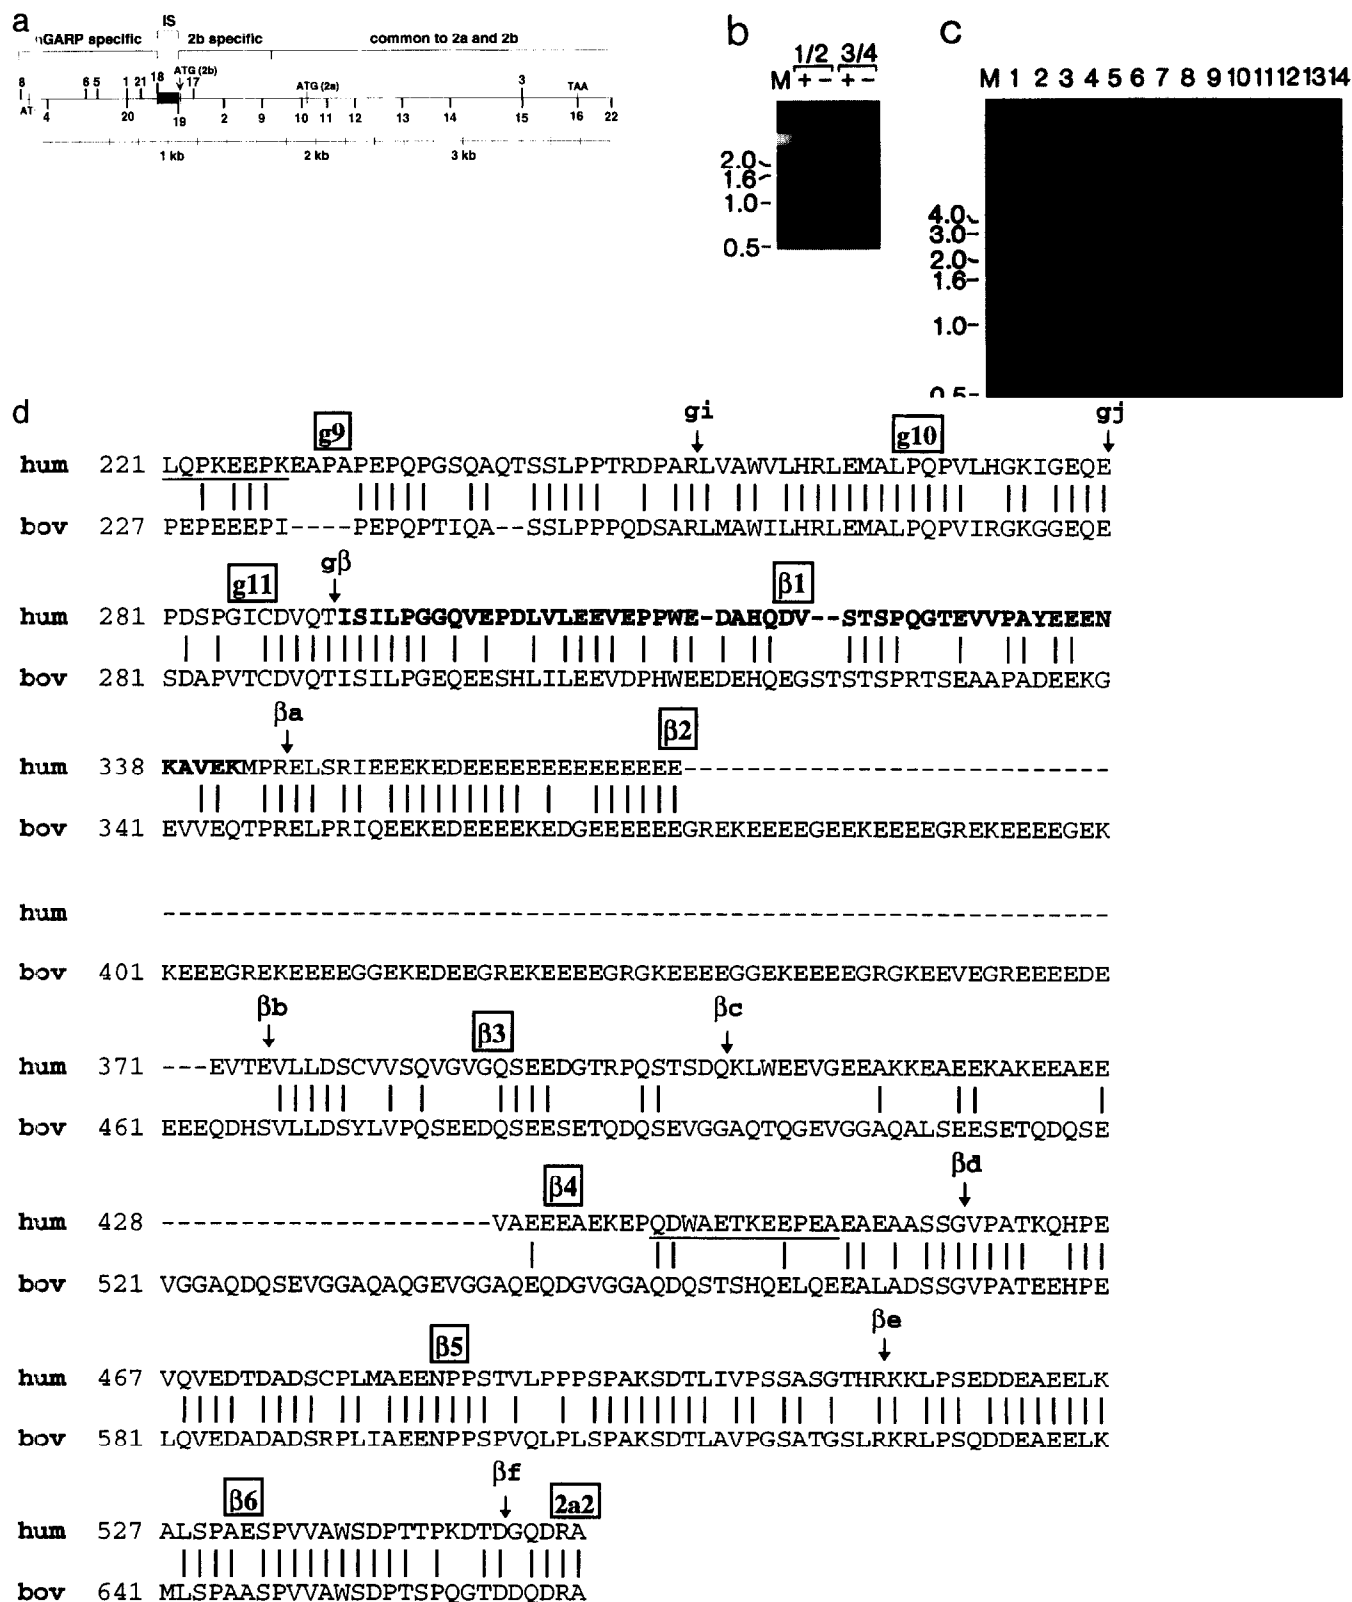 a
IS
hGARP specific 2b specific common to 2a and 2b
8 6 5 1 21 18 ATG (2b) 17 ATG (2a) 3 TAA
AT 4 20 19 2 9 10 11 12 13 14 15 16 22
1 kb 2 kb 3 kb
b
1/2 3/4
M + − + −
2.0
1.6
1.0
0.5
c
M 1 2 3 4 5 6 7 8 9 10 11 12 13 14
4.0
3.0
2.0
1.6
1.0
0.5
d
g9 gi g10 gj
hum 221 LQPKEEPKEAPAPEPQPGSQAQTSSLPPTRDPARLVAWVLHRLEMALPQPVLHGKIGEQE
bov 227 PEPEEEPI----PEPQPTIQA--SSLPPPQDSARLMAWILHRLEMALPQPVIRGKGGEQE
g11 gβ β1
hum 281 PDSPGICDVQTISILPGGQVEPDLVLEEVEPPWE-DAHQDV--STSPQGTEVVPAYEEEN
bov 281 SDAPVTCDVQTISILPGEQEESHLILEEVDPHWEEDEHQEGSTSTSPRTSEAAPADEEKG
βa β2
hum 338 KAVEKMPRELSRIEEEKEDEEEEEEEEEEEEEE---------------------------
bov 341 EVVEQTPRELPRIQEEKEDEEEEKEDGEEEEEEGREKEEEEGEEKEEEEGREKEEEEGEK
hum ------------------------------------------------------------
bov 401 KEEEGREKEEEEGGEKEDEEGREKEEEEGRGKEEEEGGEKEEEEGRGKEEVEGREEEEDE
βb β3 βc
hum 371 ---EVTEVLLDSCVVSQVGVGQSEEDGTRPQSTSDQKLWEEVGEEAKKEAEEKAKEEAEE
bov 461 EEEQDHSVLLDSYLVPQSEEDQSEESETQDQSEVGGAQTQGEVGGAQALSEESETQDQSE
β4 βd
hum 428 ---------------------VAEEEAEKEPQDWAETKEEPEAEAEAASSGVPATKQHPE
bov 521 VGGAQDQSEVGGAQAQGEVGGAQEQDGVGGAQDQSTSHQELQEEALADSSGVPATEEHPE
β5 βe
hum 467 VQVEDTDADSCPLMAEENPPSTVLPPPSPAKSDTLIVPSSASGTHRKKLPSEDDEAEELK
bov 581 LQVEDADADSRPLIAEENPPSPVQLPLSPAKSDTLAVPGSATGSLRKRLPSQDDEAEELK
β6 βf 2a2
hum 527 ALSPAESPVVAWSDPTTPKDTDGQDRA
bov 641 MLSPAASPVVAWSDPTSPQGTDDQDRA